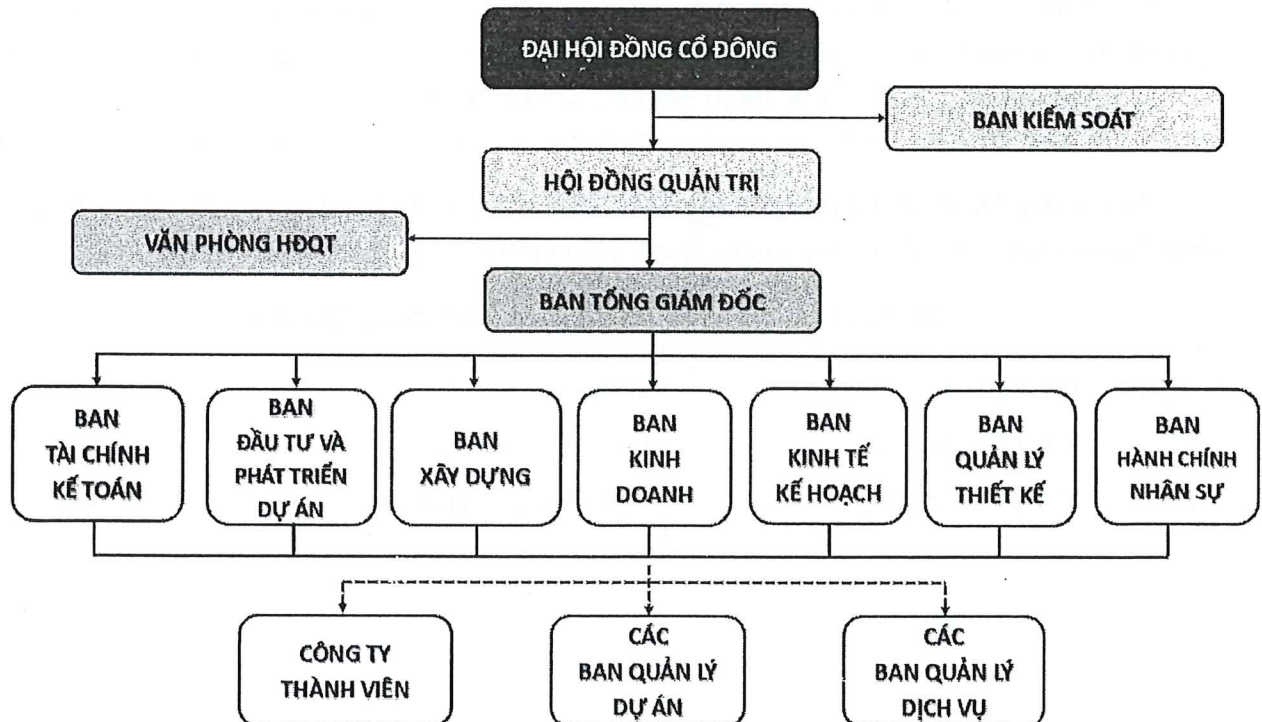 ĐẠI HỘI ĐỒNG CỔ ĐÔNG
BAN KIỂM SOÁT
HỘI ĐỒNG QUẢN TRỊ
VĂN PHÒNG HĐQT
BAN TỔNG GIÁM ĐỐC
BAN
TÀI CHÍNH
KẾ TOÁN
BAN
ĐẦU TƯ VÀ
PHÁT TRIỂN
DỰ ÁN
BAN
XÂY DỰNG
BAN
KINH
DOANH
BAN
KINH TẾ
KẾ HOẠCH
BAN
QUẢN LÝ
THIẾT KẾ
BAN
HÀNH CHÍNH
NHÂN SỰ
CÔNG TY
THÀNH VIÊN
CÁC
BAN QUẢN LÝ
DỰ ÁN
CÁC
BAN QUẢN LÝ
DỊCH VỤ